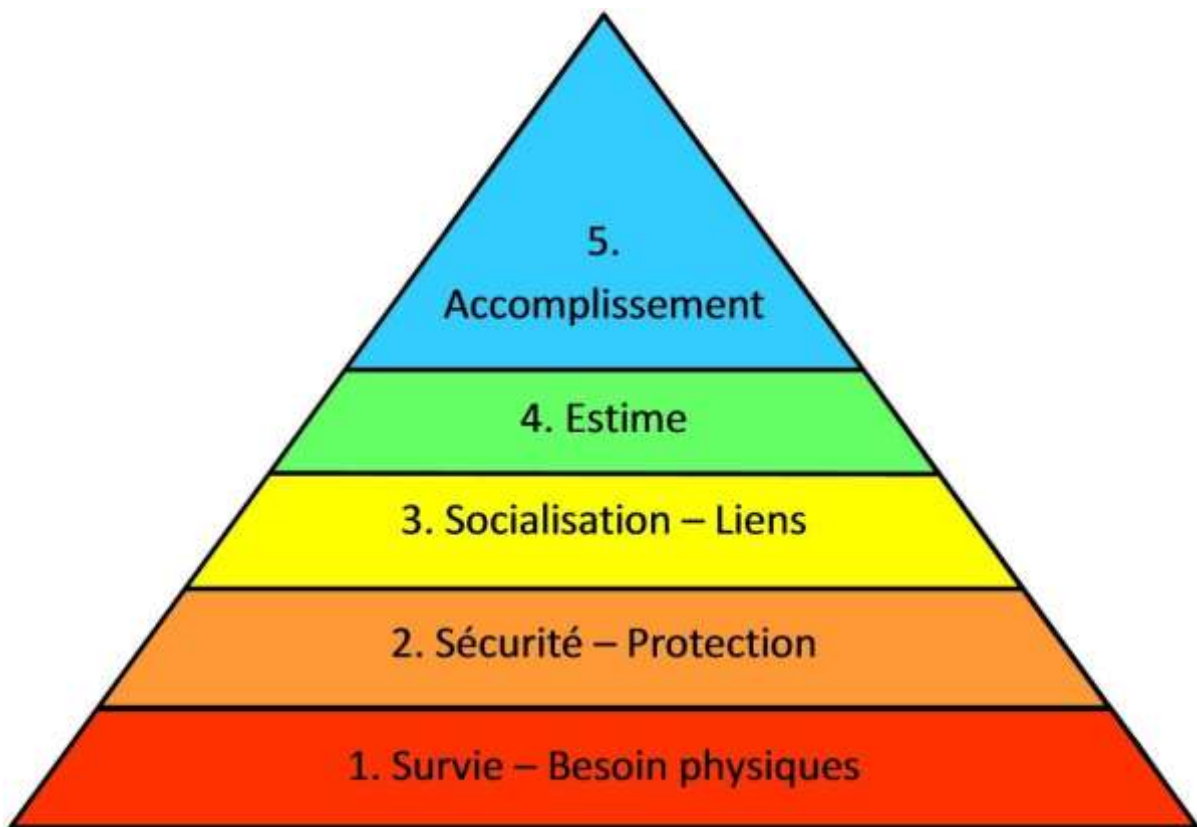 5.
Accomplissement
4. Estime
3. Socialisation – Liens
2. Sécurité – Protection
1. Survie – Besoin physiques